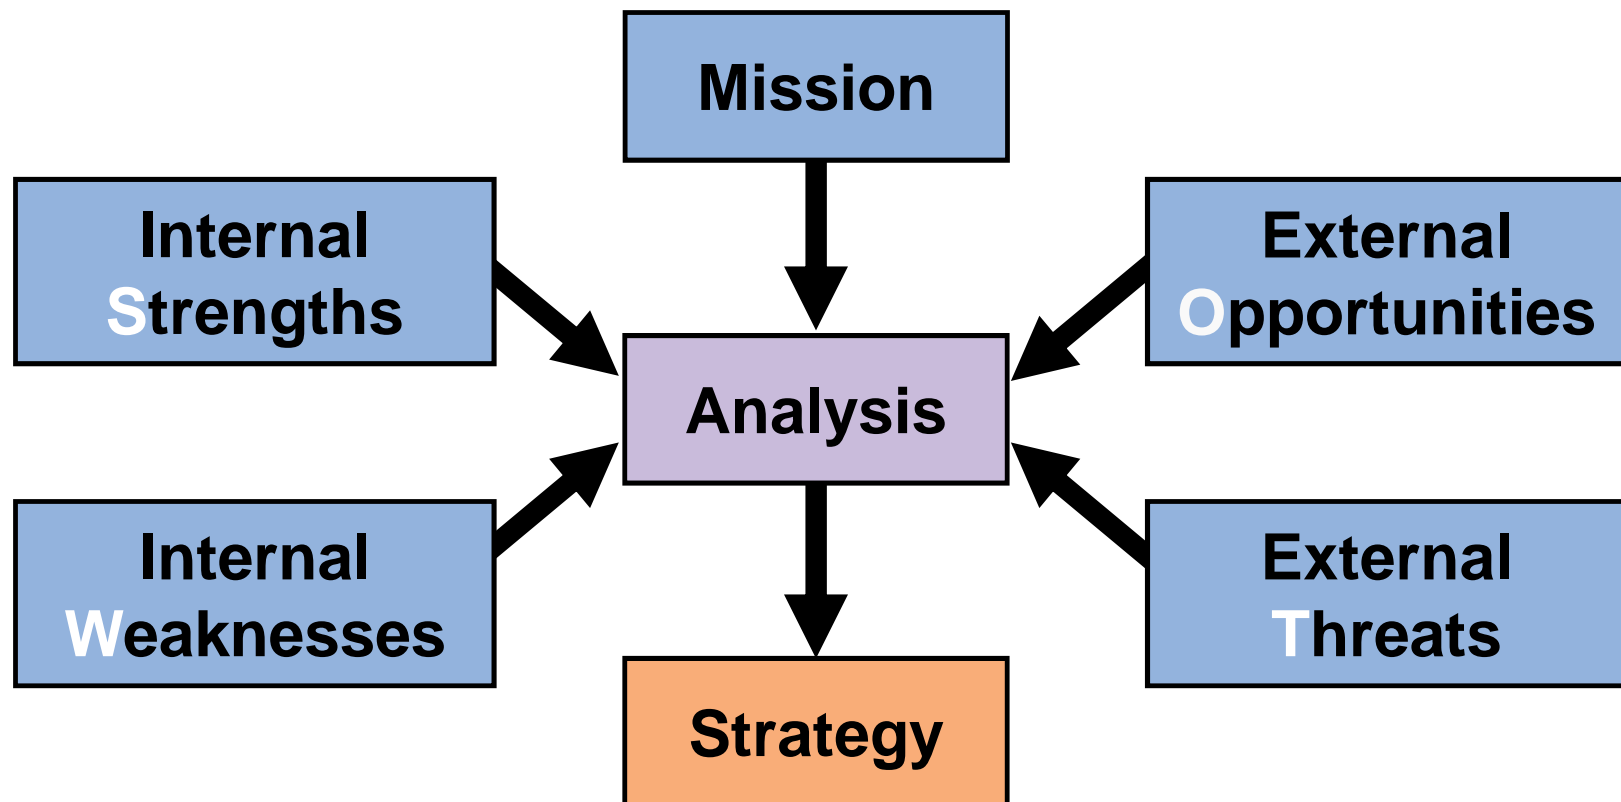 Mission
Internal
Strengths
External
Opportunities
Analysis
Internal
Weaknesses
External
Threats
Strategy